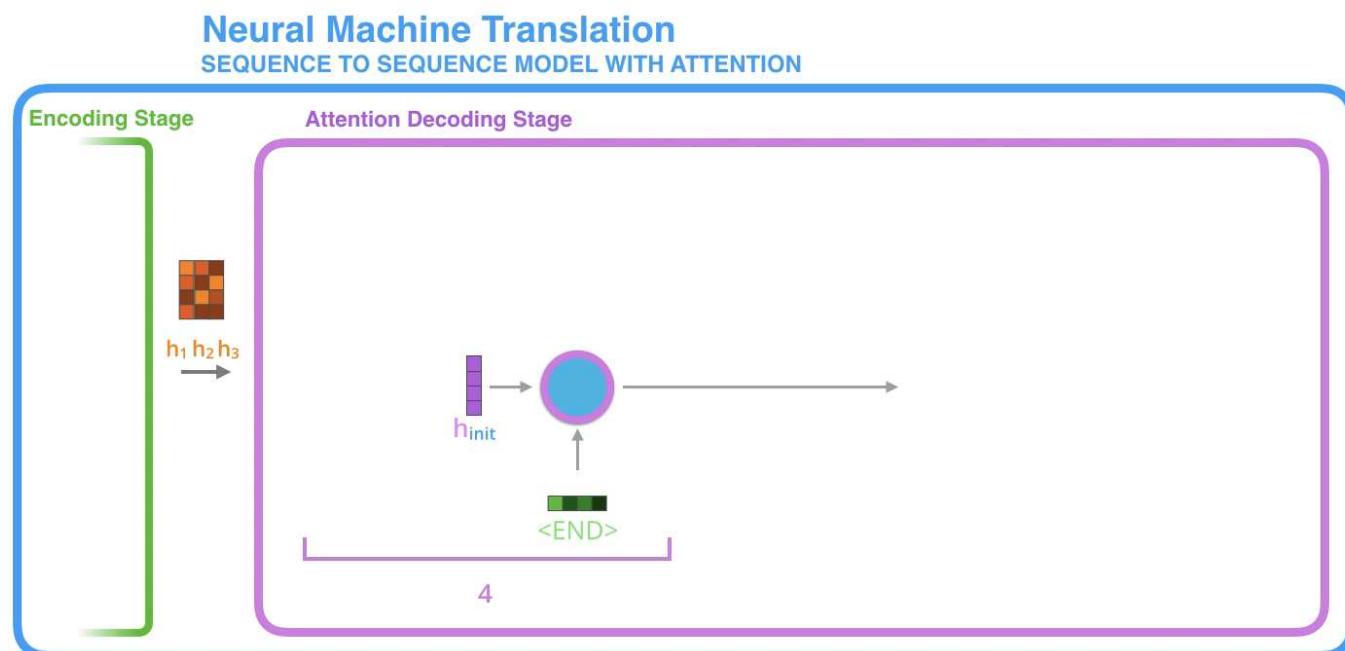 Neural Machine Translation
SEQUENCE TO SEQUENCE MODEL WITH ATTENTION
Encoding Stage
Attention Decoding Stage
h₁ h₂ h₃
hinit
<END>
4